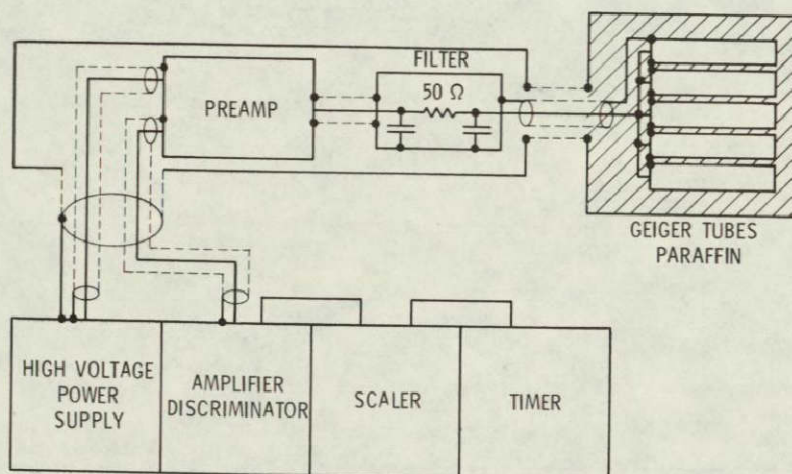 FILTER
PREAMP
50 Ω
GEIGER TUBES
PARAFFIN
HIGH VOLTAGE
POWER
SUPPLY
AMPLIFIER
DISCRIMINATOR
SCALER
TIMER